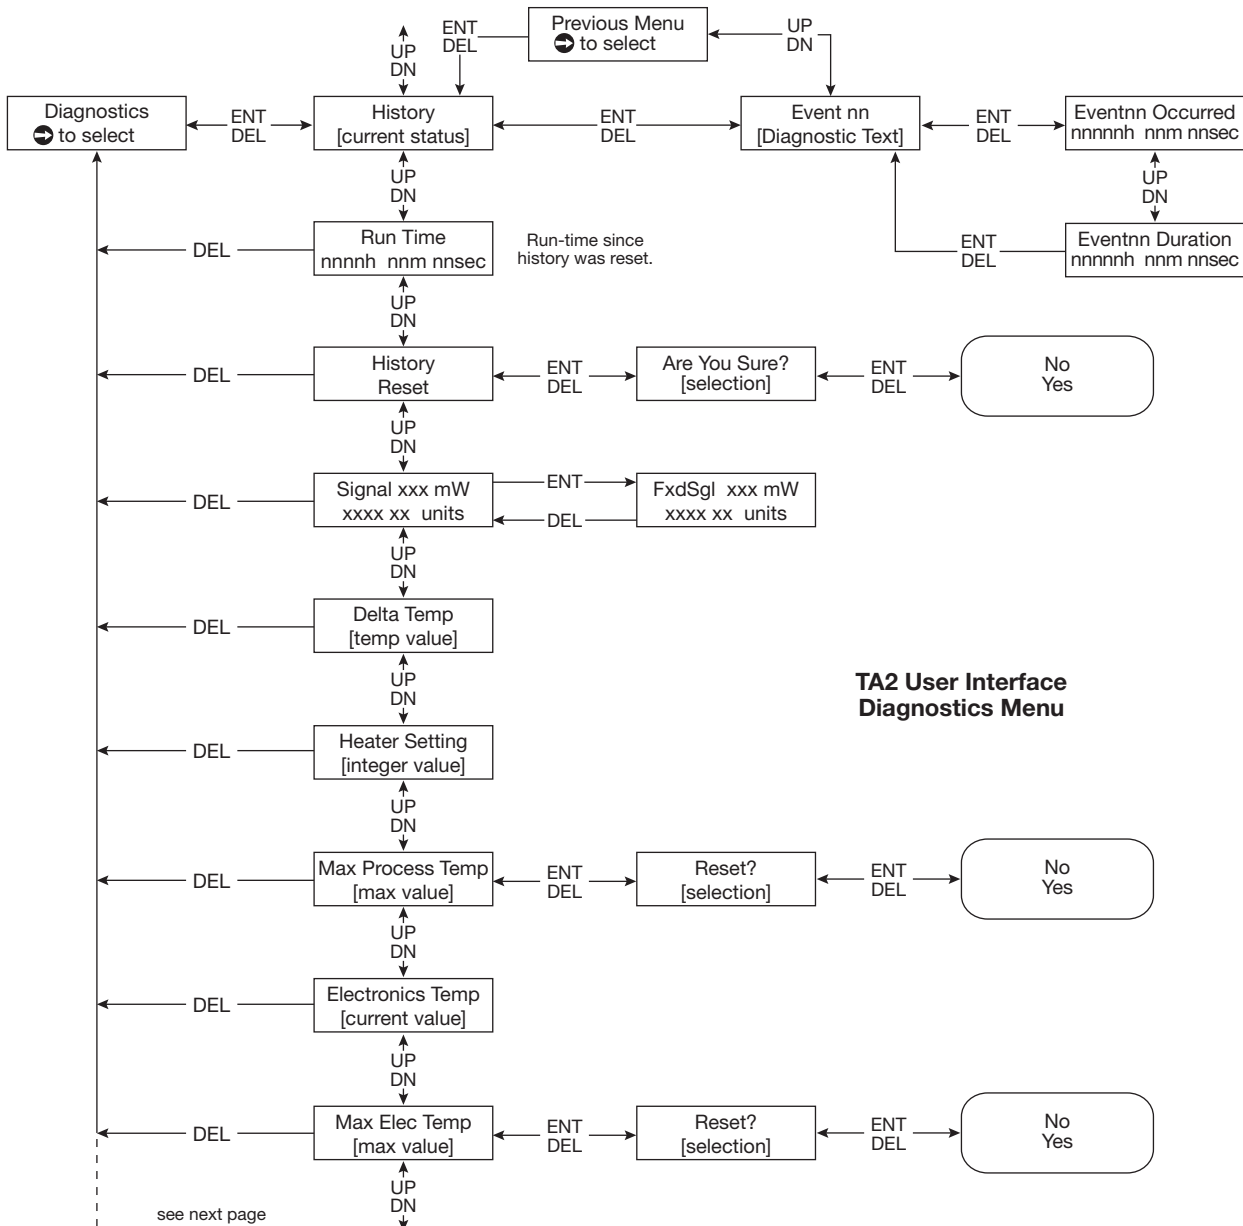 Previous Menu
to select
ENT
DEL
UP
DN
UP
DN
Diagnostics
to select
ENT
DEL
History
[current status]
ENT
DEL
Event nn
[Diagnostic Text]
ENT
DEL
Eventnn Occurred
nnnnnh nnm nnsec
UP
DN
UP
DN
DEL
Run Time
nnnnh nnm nnsec
Run-time since
history was reset.
ENT
DEL
Eventnn Duration
nnnnnh nnm nnsec
UP
DN
DEL
History
Reset
ENT
DEL
Are You Sure?
[selection]
ENT
DEL
No
Yes
UP
DN
DEL
Signal xxx mW
xxxx xx units
ENT
DEL
FxdSgl xxx mW
xxxx xx units
UP
DN
DEL
Delta Temp
[temp value]
UP
DN
TA2 User Interface
Diagnostics Menu
DEL
Heater Setting
[integer value]
UP
DN
DEL
Max Process Temp
[max value]
ENT
DEL
Reset?
[selection]
ENT
DEL
No
Yes
UP
DN
DEL
Electronics Temp
[current value]
UP
DN
DEL
Max Elec Temp
[max value]
ENT
DEL
Reset?
[selection]
ENT
DEL
No
Yes
UP
DN
see next page